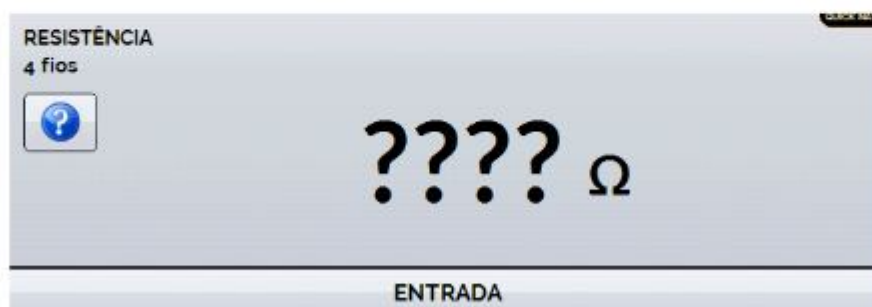 RESISTÊNCIA
4 fios
?
???? Ω
ENTRADA